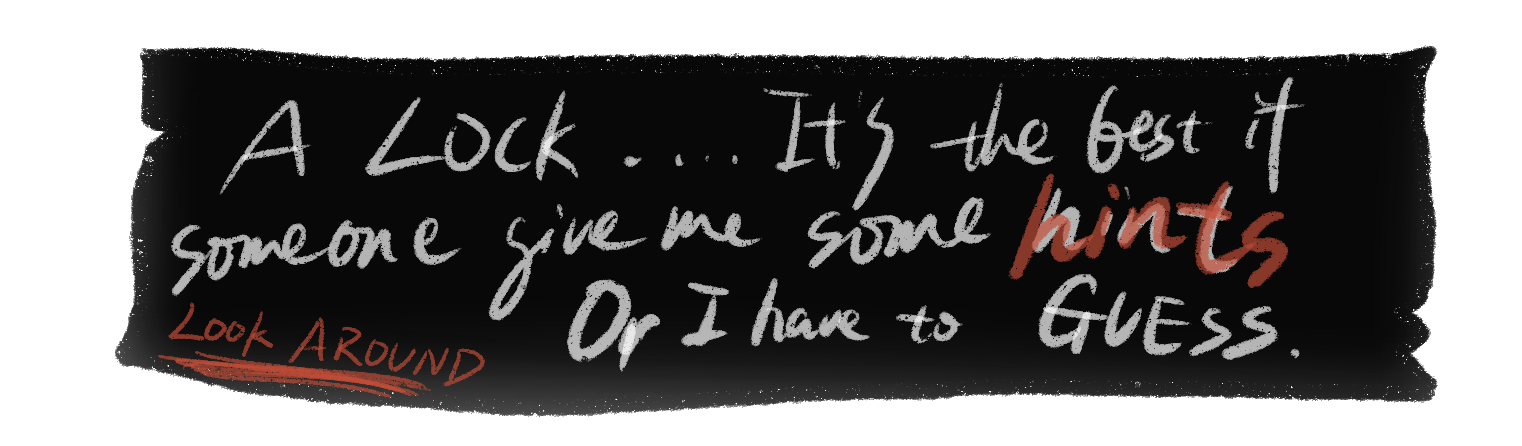 A LOCK.... It's the best if
someone give me some hints
Or I have to GUESS.
Look AROUND